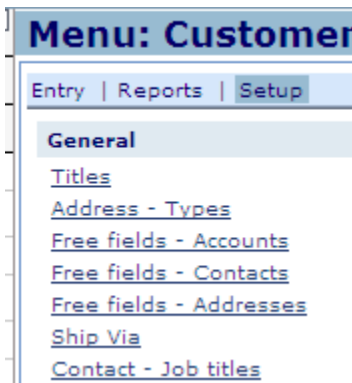 Menu: Customer
Entry | Reports | Setup
General
Titles
Address - Types
Free fields - Accounts
Free fields - Contacts
Free fields - Addresses
Ship Via
Contact - Job titles